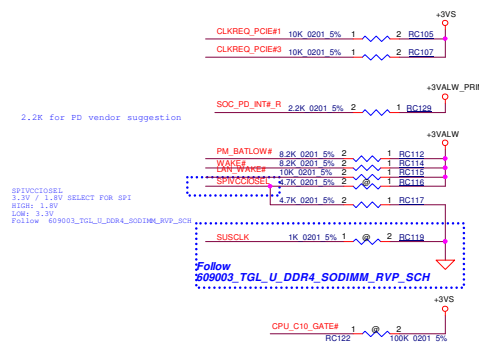 +3VS
CLKREQ_PCIE#1 10K_0201_5% 1 2 RC105
CLKREQ_PCIE#3 10K_0201_5% 1 2 RC107
+3VALW_PRI
SOC_PD_INT#_R 2.2K_0201_5% 2 1 RC129
2.2K for PD vendor suggestion
+3VALW
PM_BATLOW# 8.2K_0201_5% 2 1 RC112
WAKE# 8.2K_0201_5% 2 1 RC114
LAN_WAKE# 10K_0201_5% 2 1 RC115
SPIVCCIOSEL 4.7K_0201_5% 2 @ 1 RC116
4.7K_0201_5% 2 1 RC117
SPIVCCIOSEL
3.3V / 1.8V SELECT FOR SPI
HIGH: 1.8V
LOW: 3.3V
Follow 609003_TGL_U_DDR4_SODIMM_RVP_SCH
SUSCLK 1K_0201_5% 1 @ 2 RC119
Follow
609003_TGL_U_DDR4_SODIMM_RVP_SCH
+3VS
CPU_C10_GATE# 1 @ 2
RC122 100K_0201_5%